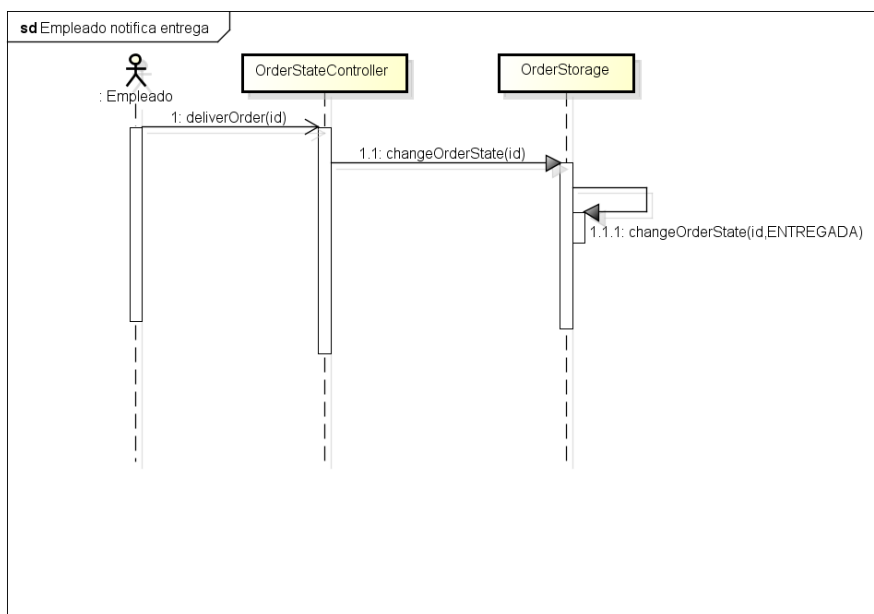 sd Empleado notifica entrega
: Empleado
OrderStateController
OrderStorage
1: deliverOrder(id)
1.1: changeOrderState(id)
1.1.1: changeOrderState(id,ENTREGADA)